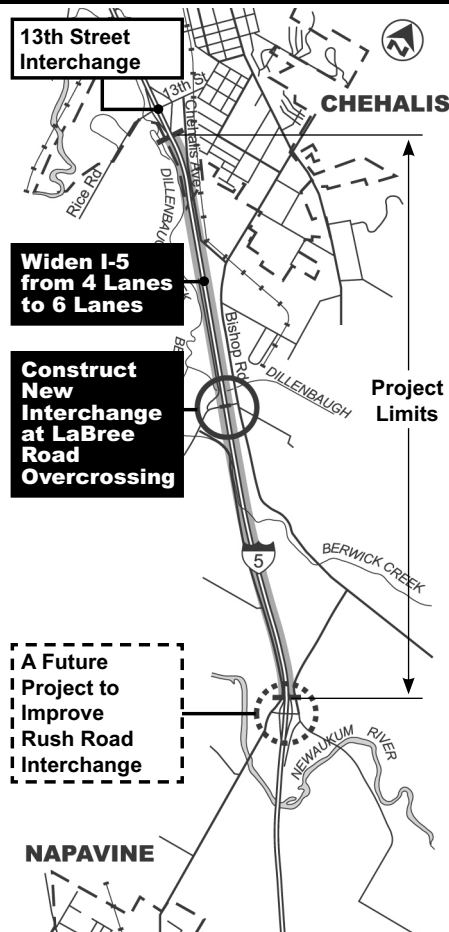 13th Street
Interchange
N
CHEHALIS
13th St
Chehalis Ave
Rice Rd
DILLENBAUGH
Widen I-5
from 4 Lanes
to 6 Lanes
Bishop Rd
DILLENBAUGH
Construct
New
Interchange
at LaBree
Road
Overcrossing
Project
Limits
5
BERWICK CREEK
A Future
Project to
Improve
Rush Road
Interchange
NEWAUKUM RIVER
NAPAVINE